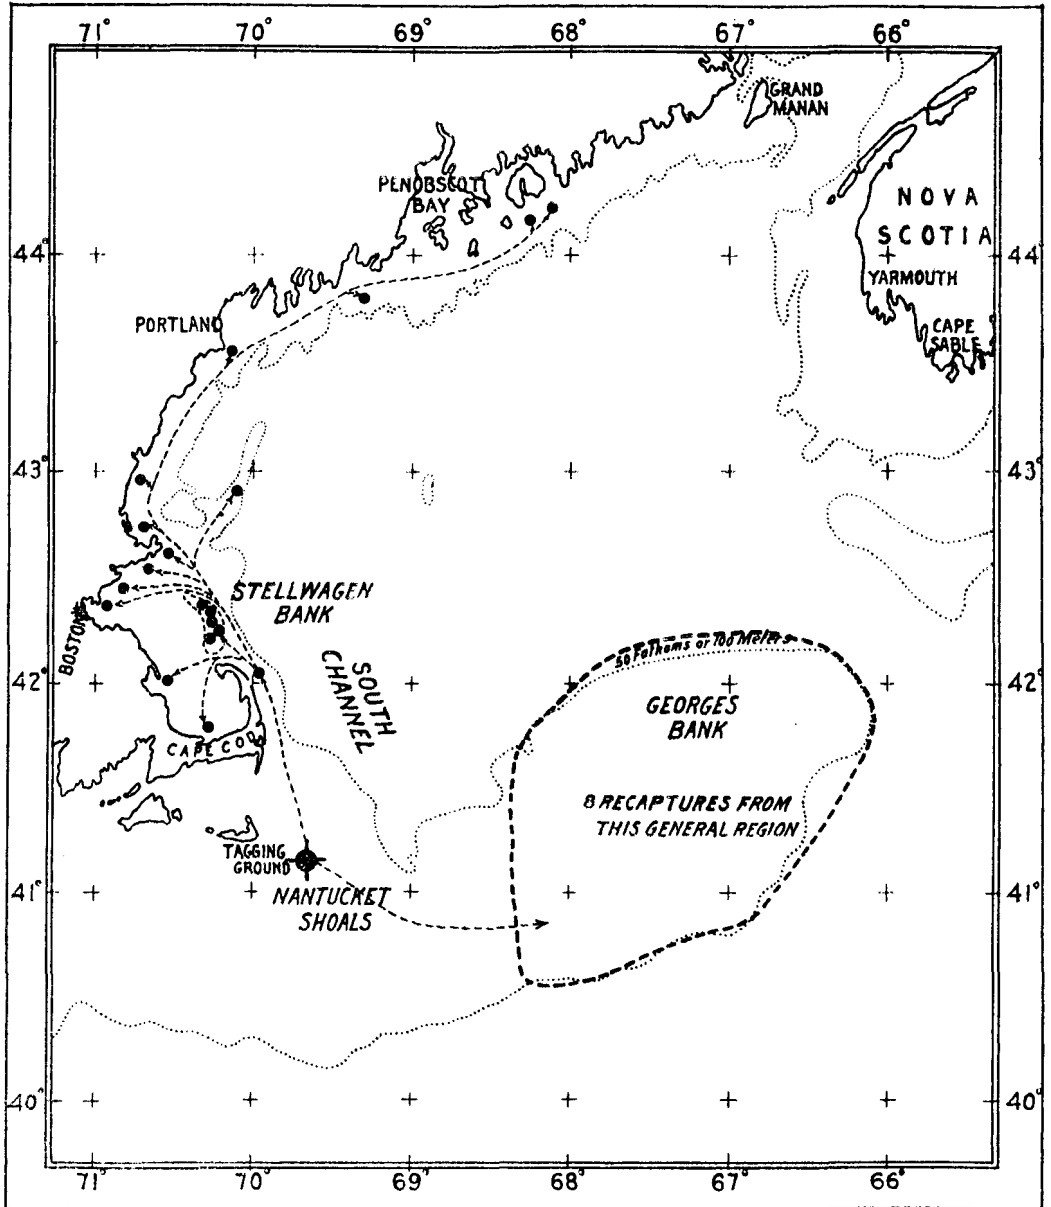 71° 70° 69° 68° 67° 66°
GRAND
MANAN
PENOBSCOT
BAY
NOVA
SCOTIA
44° 44°
YARMOUTH
PORTLAND
CAPE
SABLE
43° 43°
STELLWAGEN
BANK
BOSTON
SOUTH
CHANNEL
50 Fathoms or 100 Meters
42° 42°
GEORGES
BANK
CAPE COD
8 RECAPTURES FROM
THIS GENERAL REGION
TAGGING
GROUND
41° 41°
NANTUCKET
SHOALS
40° 40°
71° 70° 69° 68° 67° 66°